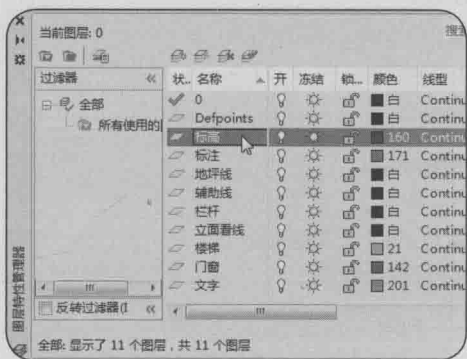 当前图层: 0
搜
过滤器 状.. 名称 开 冻结 锁... 颜色 线型
全部
所有使用的
0 白 Continu
Defpoints 白 Continu
标高 160 Continu
标注 171 Continu
地坪线 白 Continu
辅助线 白 Continu
栏杆 白 Continu
立面看线 白 Continu
楼梯 21 Continu
门窗 142 Continu
文字 201 Continu
反转过滤器(I
全部: 显示了 11 个图层，共 11 个图层
图层特性管理器